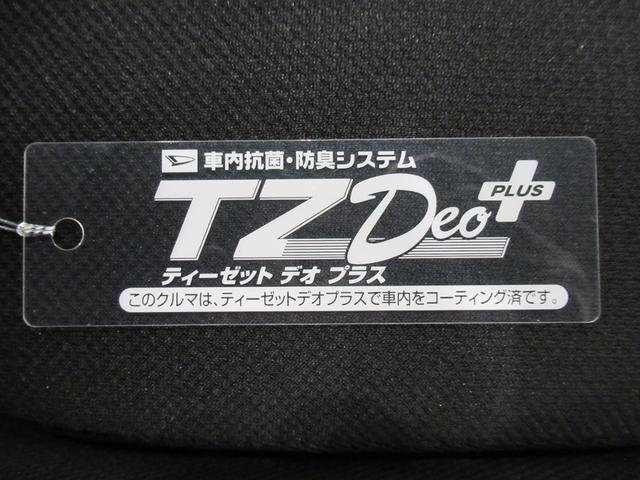 車内抗菌・防臭システム
TZ Deo PLUS
ティーゼット デオ プラス
このクルマは、ティーゼットデオプラスで車内をコーティング済です。